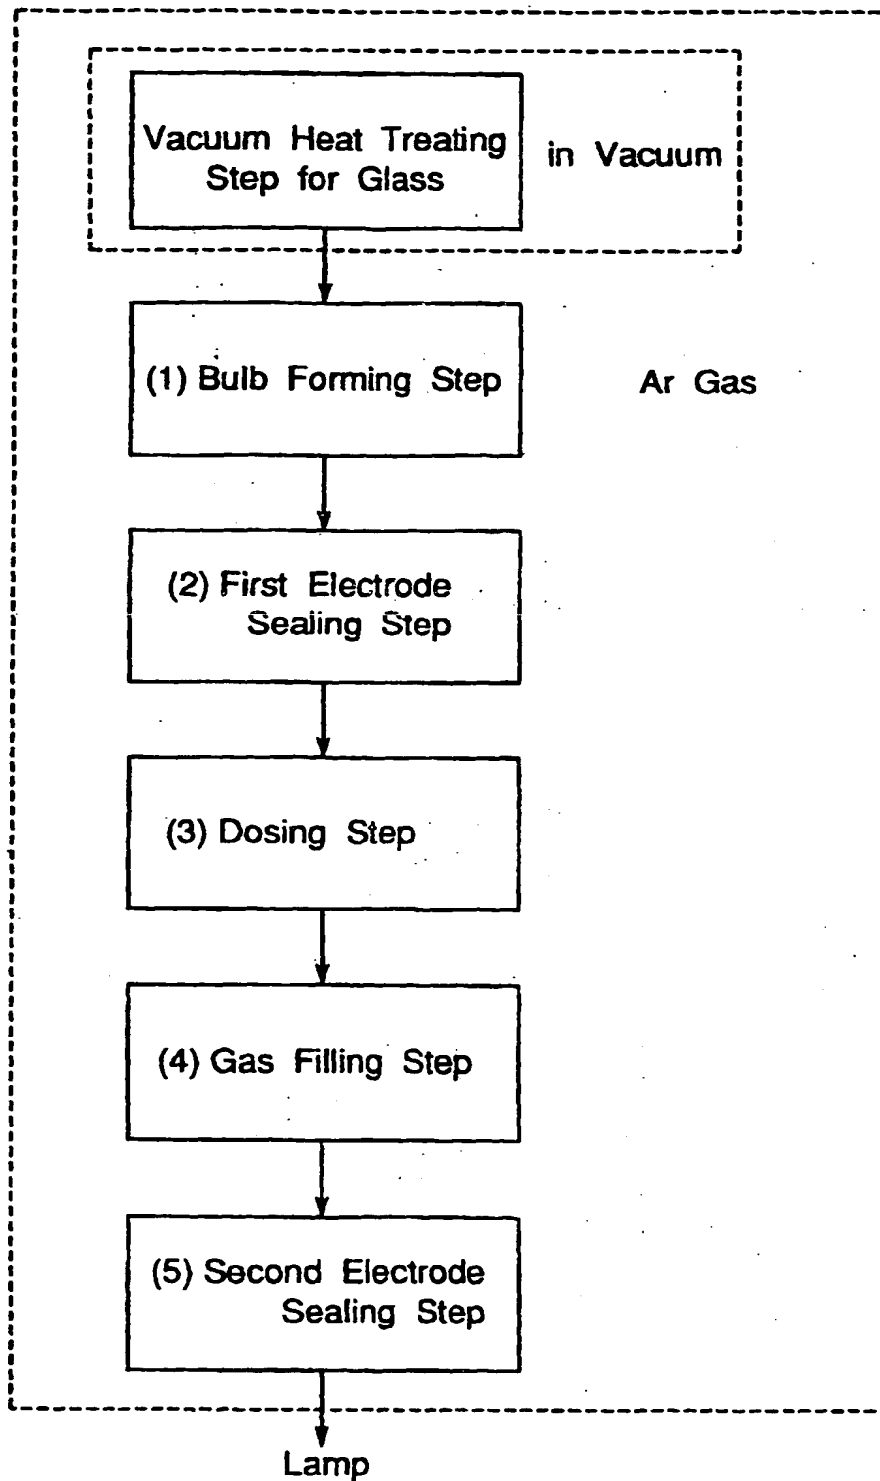 Vacuum Heat Treating
Step for Glass
in Vacuum
(1) Bulb Forming Step
Ar Gas
(2) First Electrode
Sealing Step
(3) Dosing Step
(4) Gas Filling Step
(5) Second Electrode
Sealing Step
Lamp